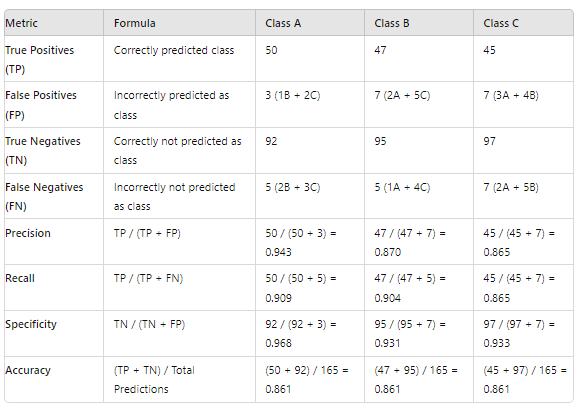 Metric Formula Class A Class B Class C
True Positives Correctly predicted class 50 47 45
(TP)
False Positives Incorrectly predicted as 3 (1B + 2C) 7 (2A + 5C) 7 (3A + 4B)
(FP) class
True Negatives Correctly not predicted as 92 95 97
(TN) class
False Negatives Incorrectly not predicted 5 (2B + 3C) 5 (1A + 4C) 7 (2A + 5B)
(FN) as class
Precision TP / (TP + FP) 50 / (50 + 3) = 47 / (47 + 7) = 45 / (45 + 7) =
0.943 0.870 0.865
Recall TP / (TP + FN) 50 / (50 + 5) = 47 / (47 + 5) = 45 / (45 + 7) =
0.909 0.904 0.865
Specificity TN / (TN + FP) 92 / (92 + 3) = 95 / (95 + 7) = 97 / (97 + 7) =
0.968 0.931 0.933
Accuracy (TP + TN) / Total (50 + 92) / 165 = (47 + 95) / 165 = (45 + 97) / 165 =
Predictions 0.861 0.861 0.861